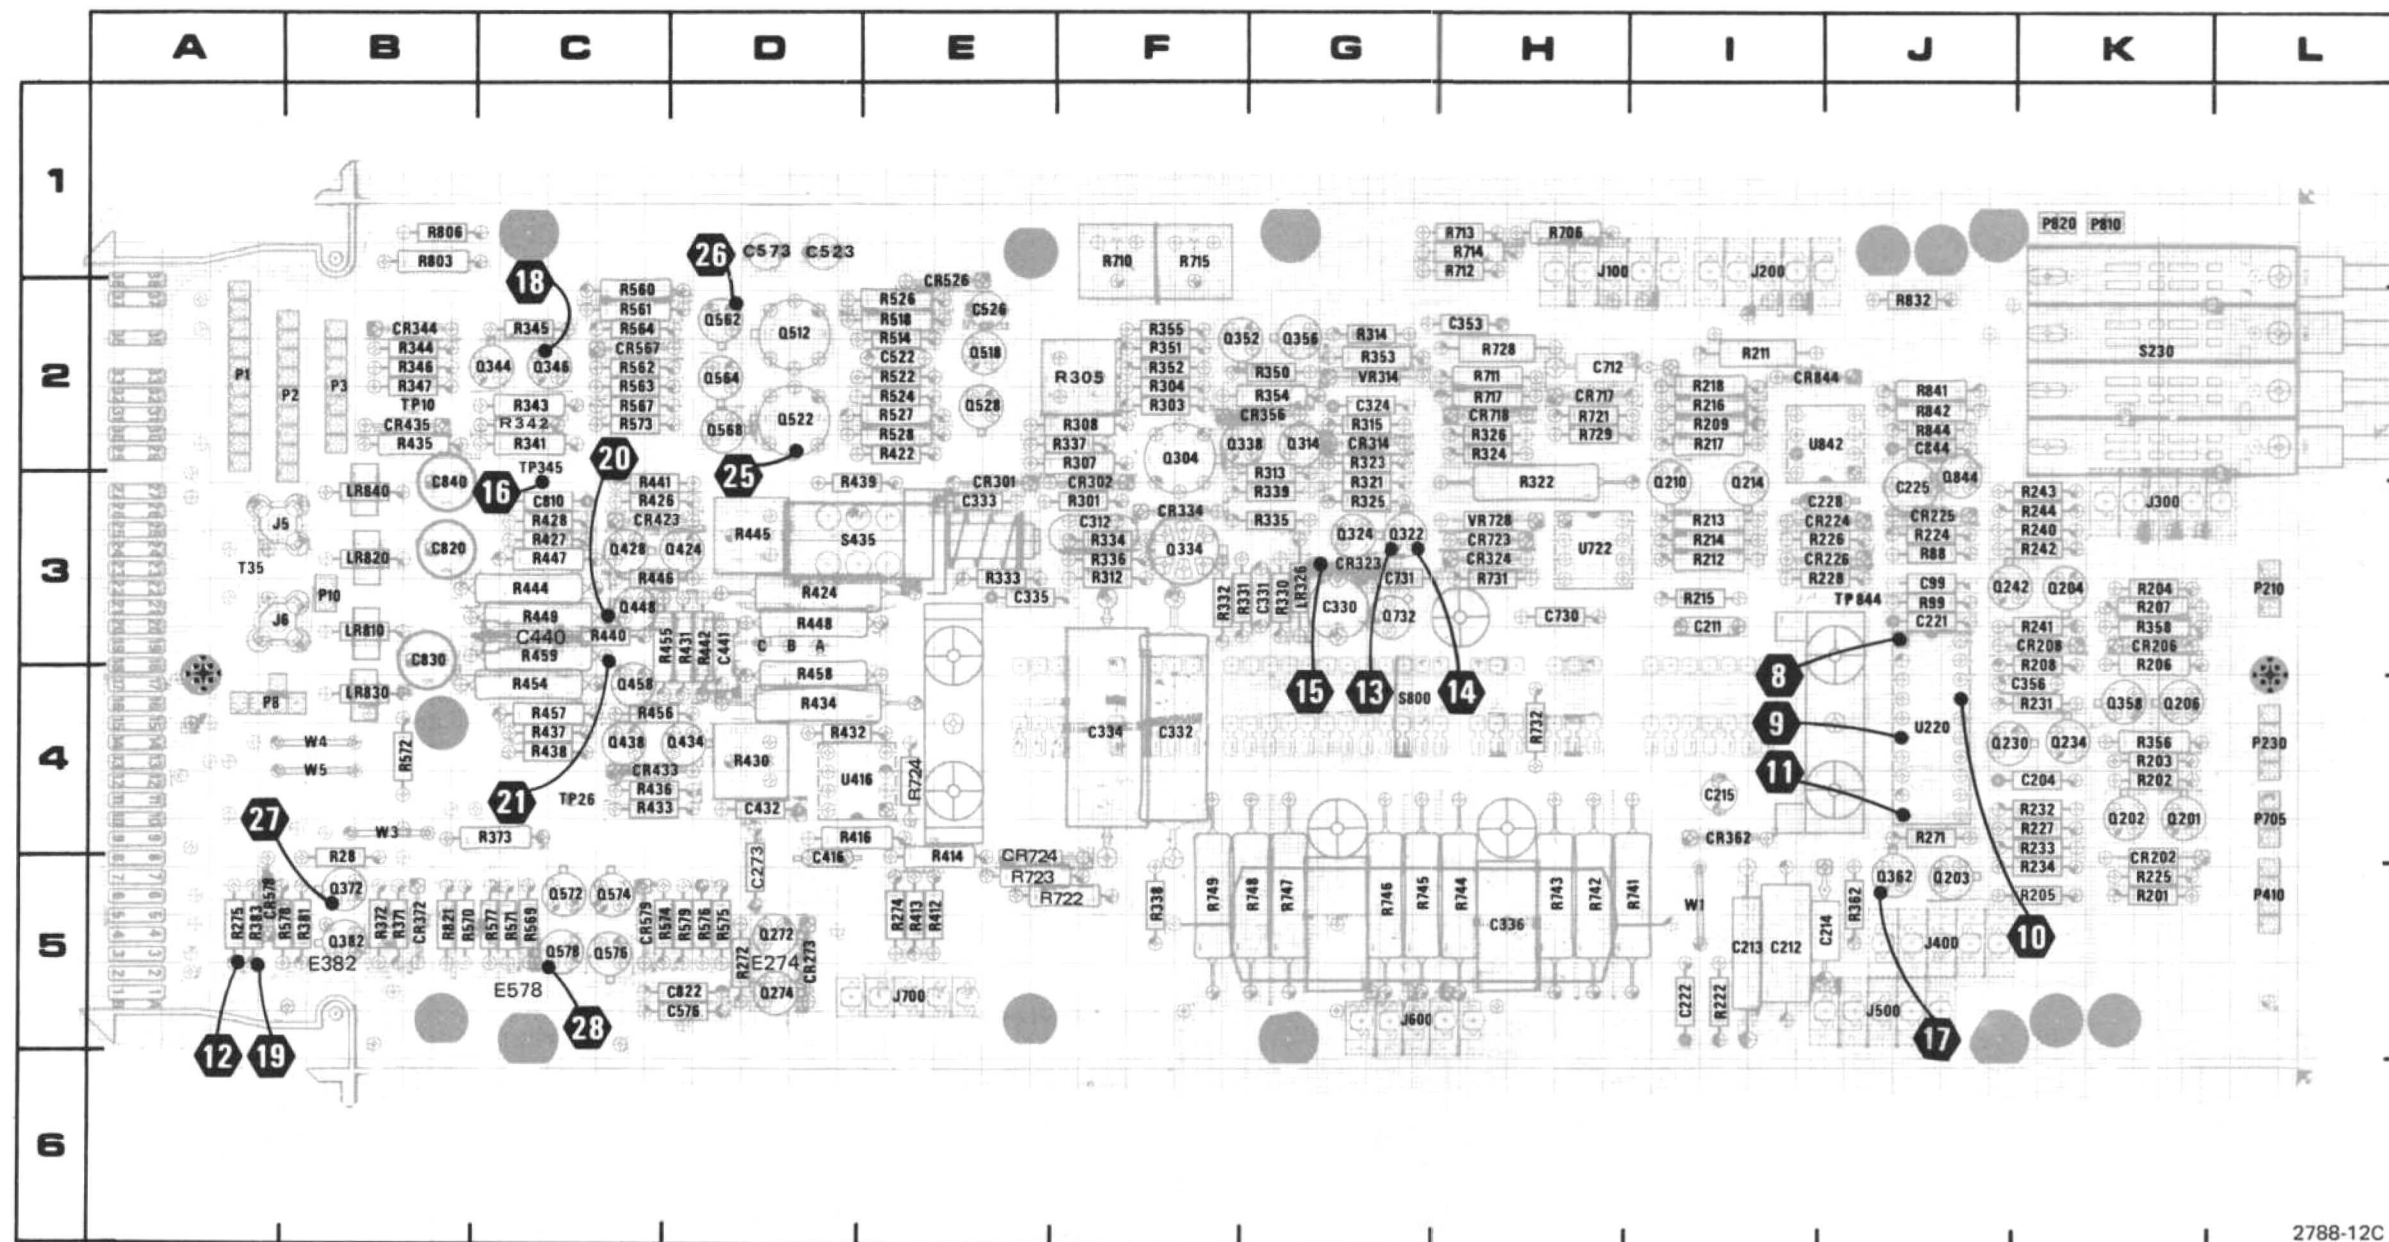 A B C D E F G H I J K L
1
R806 26 C573 C523 R710 R715 R713 R706 P820 P810
R803 R714
18 CR526 R712 J100 J200
R560 R526 C526 R832
R561 Q562 R518
CR344 R345 R564 Q512 R514 R355 Q352 Q356 R314 C353
R344 CR567 C522 Q518 R351 R353 R728 R211 S230
2 P1 P2 P3 R346 Q344 Q346 R562 Q564 R522 R305 R352 R350 VR314 R711 C712 CR844
R347 R563 R524 R304 R354 R717 CR717 R218 R841
TP10 R343 R567 Q522 R527 Q528 R303 CR356 C324 CR718 R721 R216 R842
CR435 R342 R573 Q568 R528 R308 R315 R326 R729 R209 R844
R435 R341 R422 R337 Q338 Q314 CR314 R324 R217 U842 C844
20 25 R307 Q304 R323
TP345
16 C840 LR840 R441 R439 CR301 CR302 R313 R321 R322 Q210 Q214 C225 Q844
C810 R426 C333 R301 R339 R325 C228 R243 J300
J5 R428 CR423 R445 S435 C312 CR334 R335 VR728 R213 CR224 CR225 R244
R427 R334 Q324 Q322 CR723 U722 R214 R226 R224 R240
C820 LR820 R447 Q428 Q424 R336 Q334 CR323 CR324 R212 CR226 R88 R242
3 T35 R446 R333 R312 C731 R731 R228
P10 R444 R424 C335 R332 R331 C331 R330 LR326 C330 R215 TP844 C99 Q242 Q204 R204 P210
J6 R449 Q448 Q732 C730 R99 R207
LR810 C440 R440 R455 R431 R442 C441 R448 C211 C221 R241 R358
C830 R459 C B A CR208 CR206
R454 Q458 R458 15 13 14 S800 8 R208 R206
LR830 P8 R434 C356 Q358 Q206
R457 R456 R732 9 U220 R231
W4 R437 R432 C334 C332 P230
4 W5 R572 R438 Q438 Q434 R430 U416 R724 11 Q230 Q234 R356
CR433 R203
21 TP26 R436 C215 C204 R202
27 R433 C432 R232 Q202 Q201 P705
W3 R373 R416 CR362 R271 R227
R28 C273 C416 R414 CR724 R233 CR202
R723 R234 R225
Q372 CR578 Q572 Q574 R722 Q362 Q203 R205 R201 P410
R275 R383 R578 R381 R372 R371 CR372 R821 R570 R577 R571 R569 CR579 R574 R579 R576 R575 R274 R413 R412 R338 R749 R748 R747 R746 R745 R744 R743 R742 R741 W1 R362
5 Q382 Q578 Q576 R272 Q272 CR273 C336 C213 C212 C214 J400 10
E382 E274
E578 C822 Q274 J700 C222 R222
C576 J600 J500
28
12 19 17
6
2788-12C